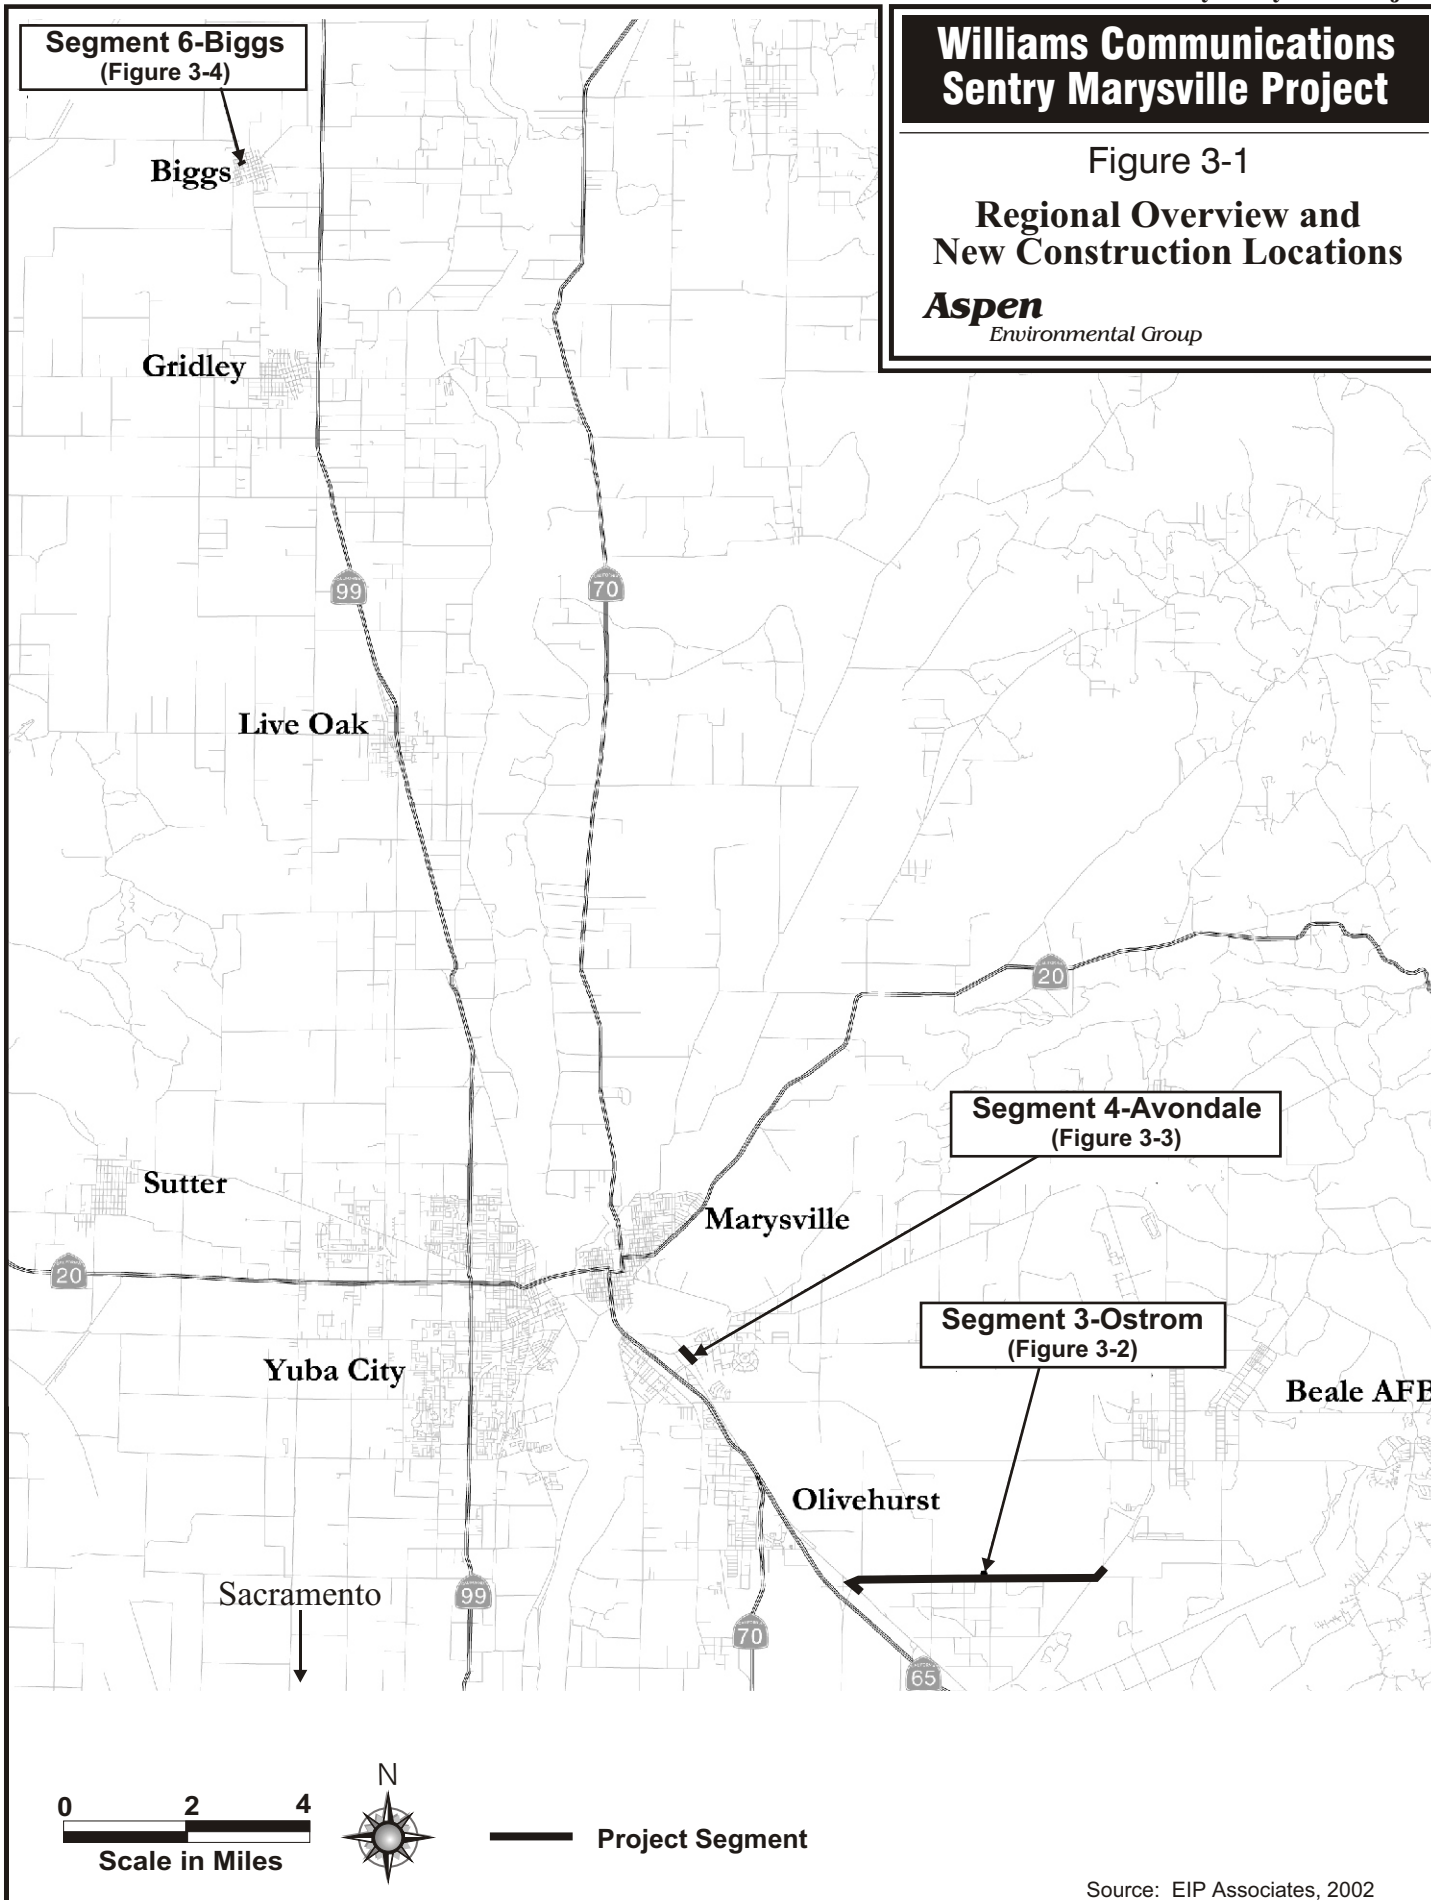 Segment 6-Biggs
(Figure 3-4)
Williams Communications
Sentry Marysville Project
Figure 3-1
Regional Overview and
New Construction Locations
Aspen
Environmental Group
Biggs
Gridley
99
70
Live Oak
20
Segment 4-Avondale
(Figure 3-3)
Sutter
Marysville
20
Segment 3-Ostrom
(Figure 3-2)
Yuba City
Beale AFB
Olivehurst
Sacramento
99
70
65
N
0 2 4
Scale in Miles
Project Segment
Source: EIP Associates, 2002